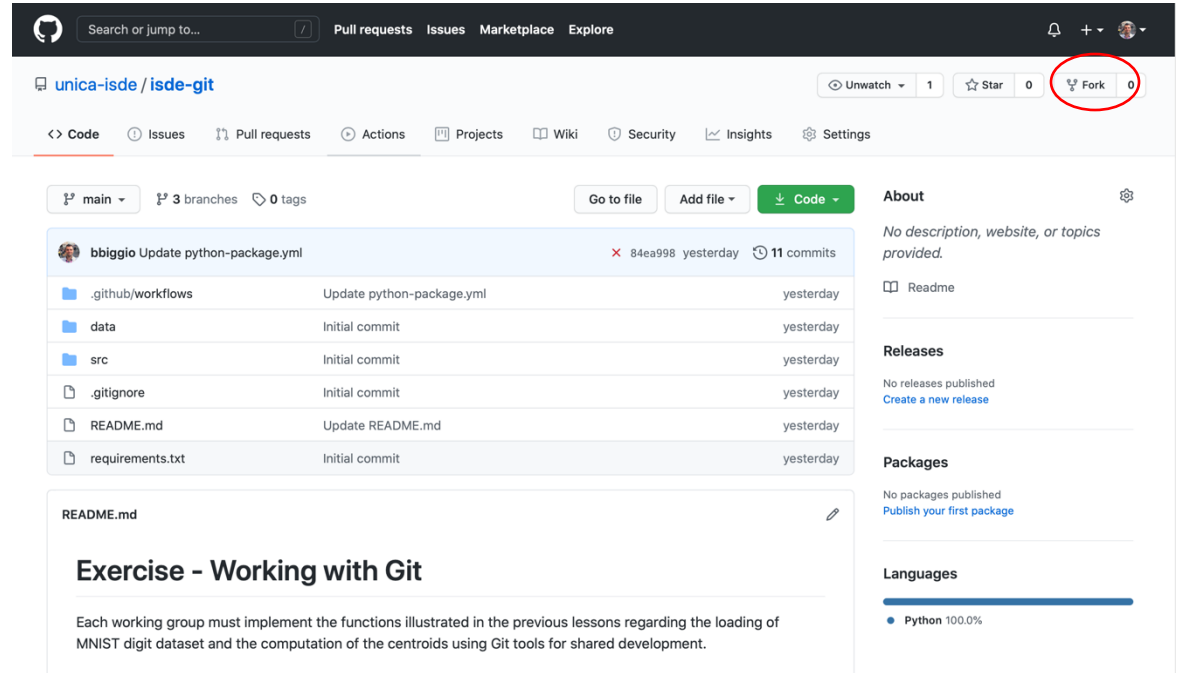 Search or jump to... /
Pull requests Issues Marketplace Explore
unica-isde / isde-git
Unwatch 1 Star 0 Fork 0
Code Issues Pull requests Actions Projects Wiki Security Insights Settings
main 3 branches 0 tags
Go to file Add file Code
bbiggio Update python-package.yml 84ea998 yesterday 11 commits
.github/workflows Update python-package.yml yesterday
data Initial commit yesterday
src Initial commit yesterday
.gitignore Initial commit yesterday
README.md Update README.md yesterday
requirements.txt Initial commit yesterday
README.md
Exercise - Working with Git
Each working group must implement the functions illustrated in the previous lessons regarding the loading of
MNIST digit dataset and the computation of the centroids using Git tools for shared development.
About
No description, website, or topics
provided.
Readme
Releases
No releases published
Create a new release
Packages
No packages published
Publish your first package
Languages
Python 100.0%